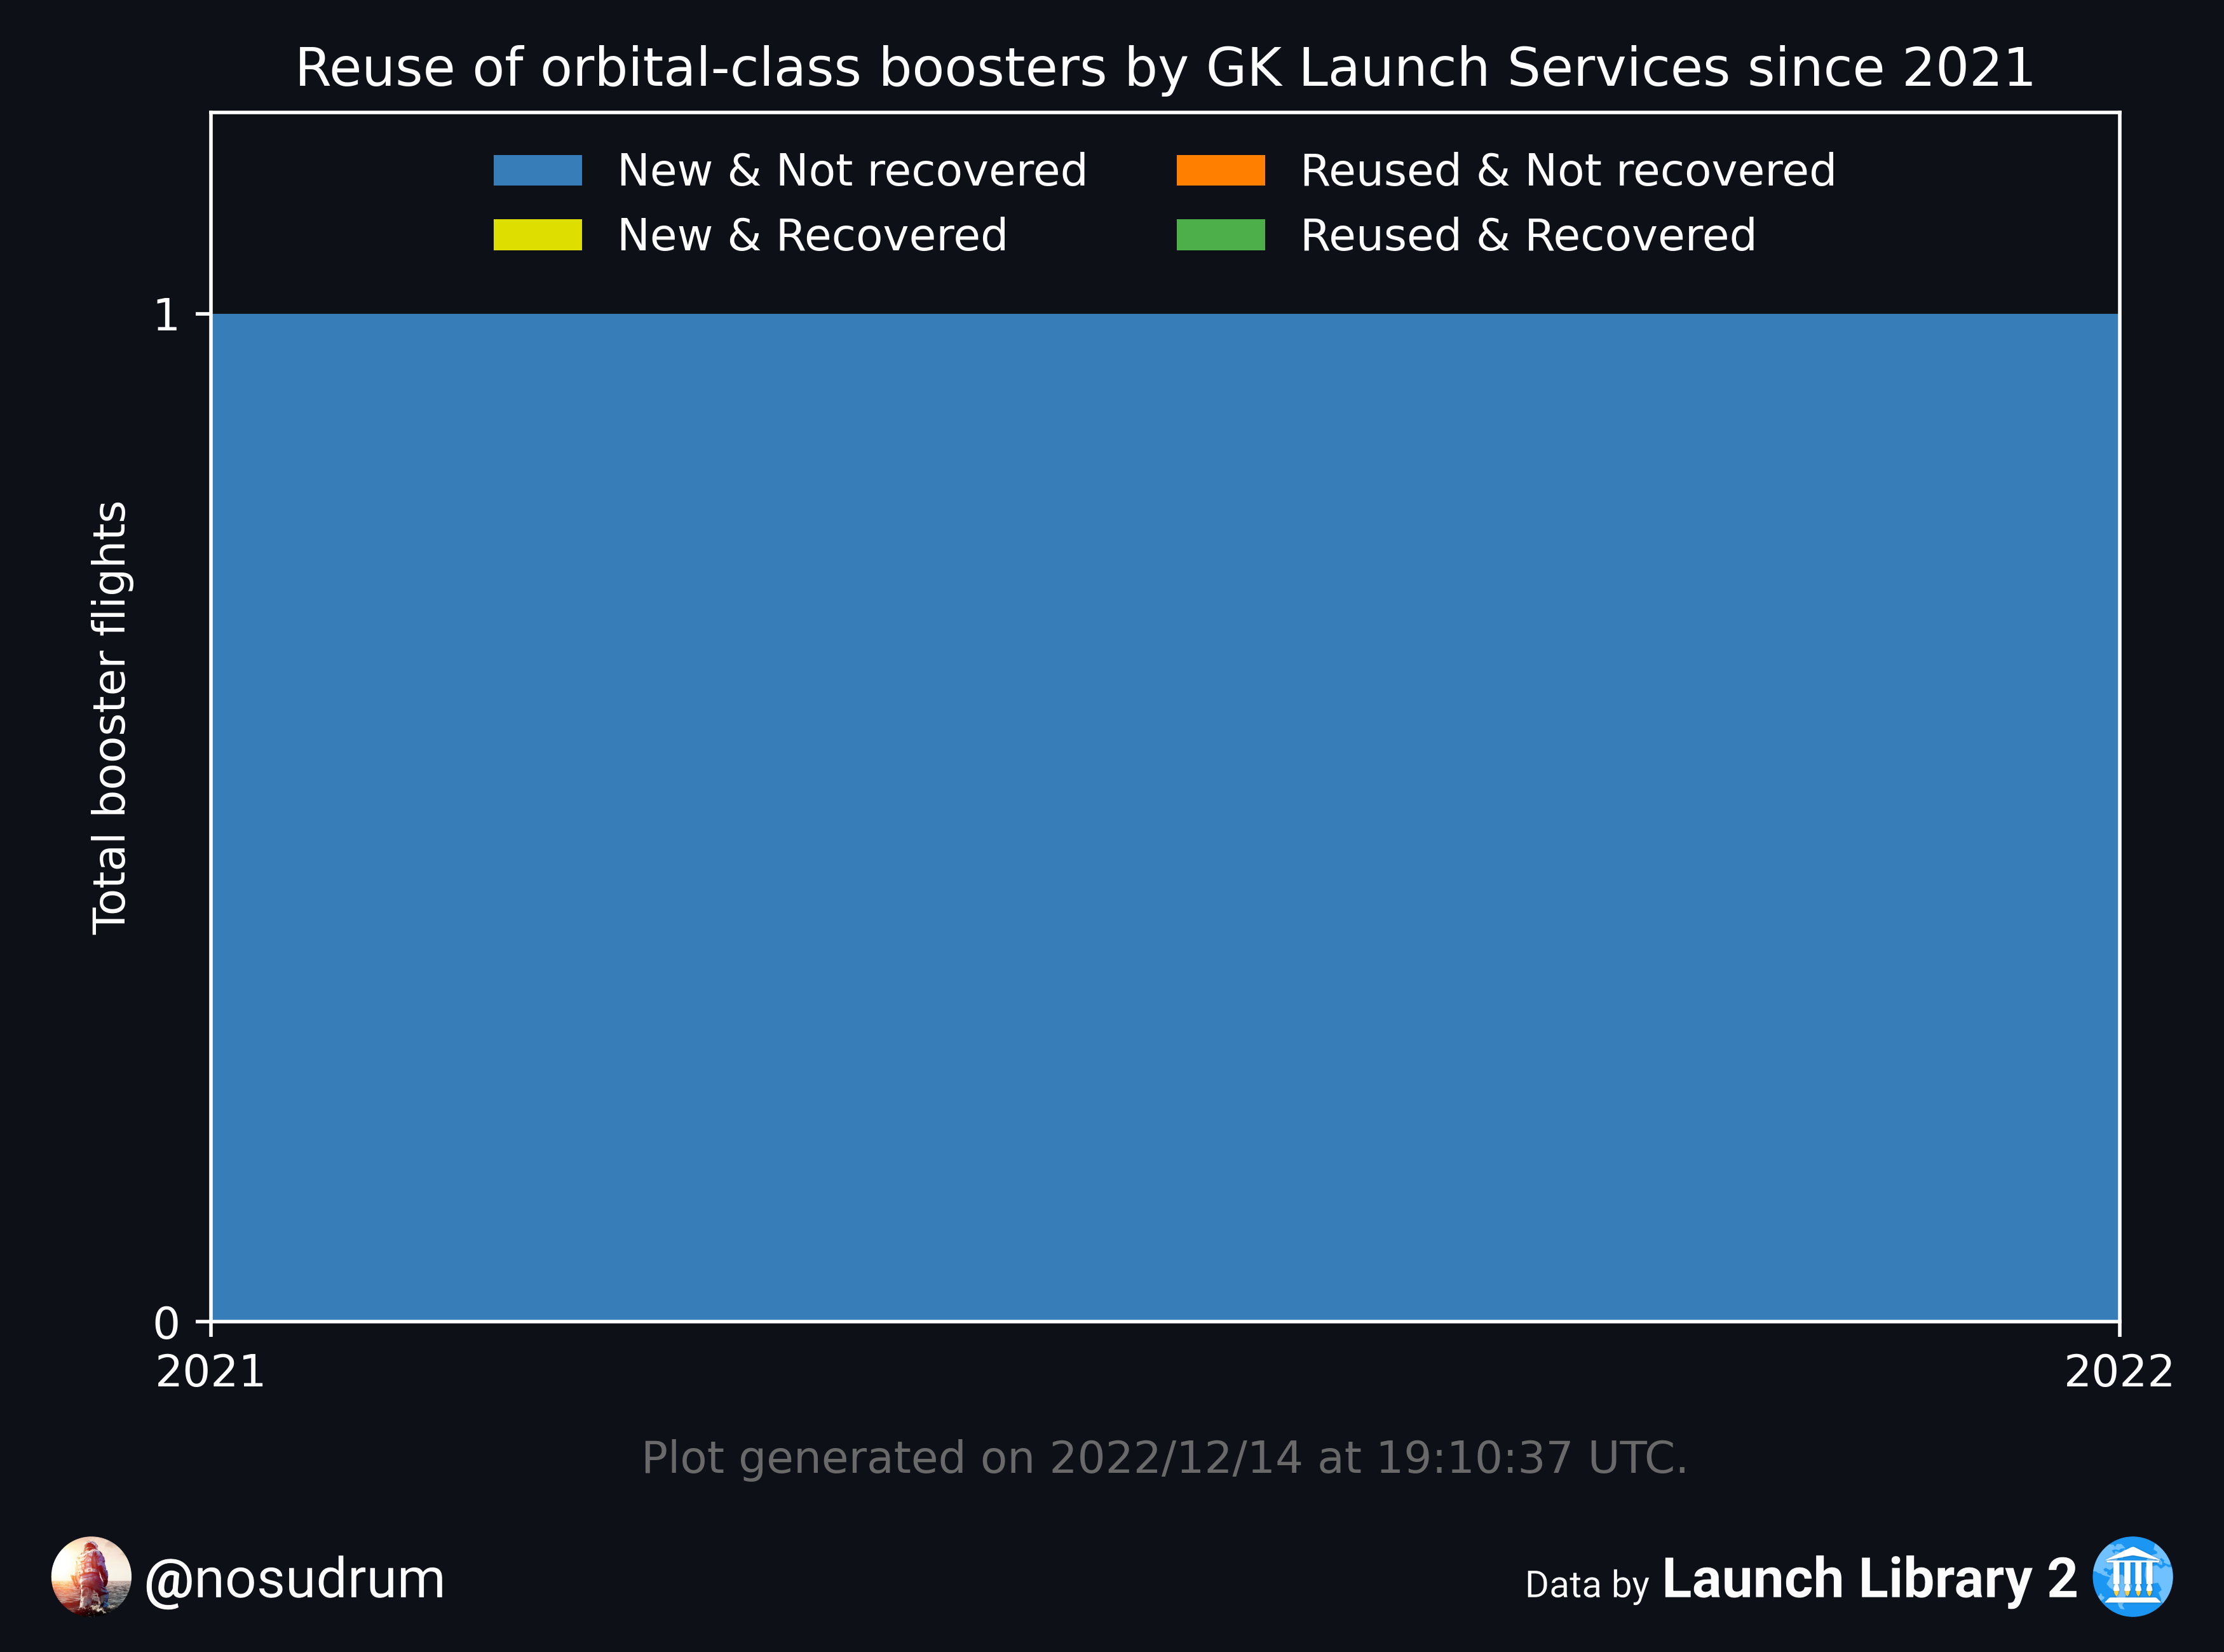 Reuse of orbital-class boosters by GK Launch Services since 2021
New & Not recovered
New & Recovered
Reused & Not recovered
Reused & Recovered
Total booster flights
1
0
2021
2022
Plot generated on 2022/12/14 at 19:10:37 UTC.
@nosudrum
Data by Launch Library 2